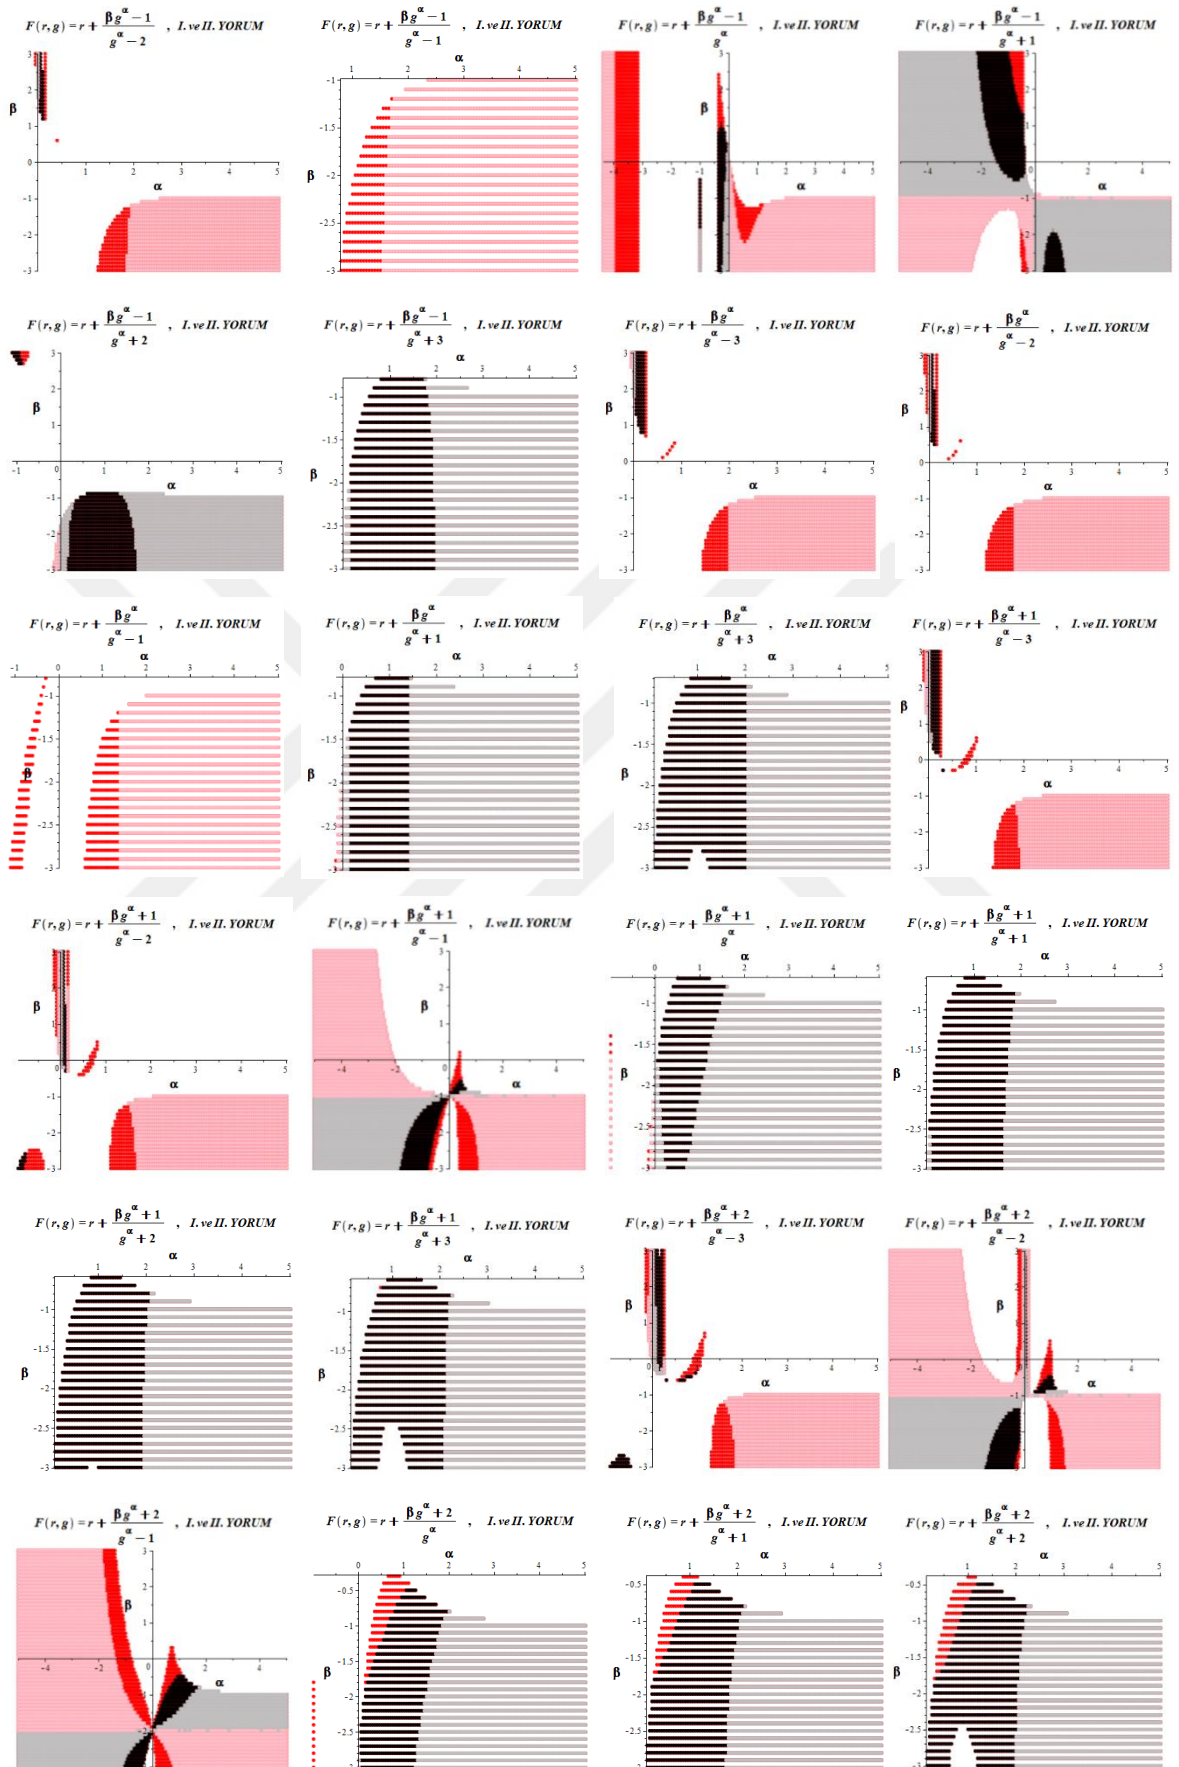 F(r,g) = r + (βg^α − 1)/(g^α − 2) , I. ve II. YORUM
F(r,g) = r + (βg^α − 1)/(g^α − 1) , I. ve II. YORUM
F(r,g) = r + (βg^α − 1)/g^α , I. ve II. YORUM
F(r,g) = r + (βg^α − 1)/(g^α + 1) , I. ve II. YORUM
F(r,g) = r + (βg^α − 1)/(g^α + 2) , I. ve II. YORUM
F(r,g) = r + (βg^α − 1)/(g^α + 3) , I. ve II. YORUM
F(r,g) = r + βg^α/(g^α − 3) , I. ve II. YORUM
F(r,g) = r + βg^α/(g^α − 2) , I. ve II. YORUM
F(r,g) = r + βg^α/(g^α − 1) , I. ve II. YORUM
F(r,g) = r + βg^α/(g^α + 1) , I. ve II. YORUM
F(r,g) = r + βg^α/(g^α + 3) , I. ve II. YORUM
F(r,g) = r + (βg^α + 1)/(g^α − 3) , I. ve II. YORUM
F(r,g) = r + (βg^α + 1)/(g^α − 2) , I. ve II. YORUM
F(r,g) = r + (βg^α + 1)/(g^α − 1) , I. ve II. YORUM
F(r,g) = r + (βg^α + 1)/g^α , I. ve II. YORUM
F(r,g) = r + (βg^α + 1)/(g^α + 1) , I. ve II. YORUM
F(r,g) = r + (βg^α + 1)/(g^α + 2) , I. ve II. YORUM
F(r,g) = r + (βg^α + 1)/(g^α + 3) , I. ve II. YORUM
F(r,g) = r + (βg^α + 2)/(g^α − 3) , I. ve II. YORUM
F(r,g) = r + (βg^α + 2)/(g^α − 2) , I. ve II. YORUM
F(r,g) = r + (βg^α + 2)/(g^α − 1) , I. ve II. YORUM
F(r,g) = r + (βg^α + 2)/g^α , I. ve II. YORUM
F(r,g) = r + (βg^α + 2)/(g^α + 1) , I. ve II. YORUM
F(r,g) = r + (βg^α + 2)/(g^α + 2) , I. ve II. YORUM